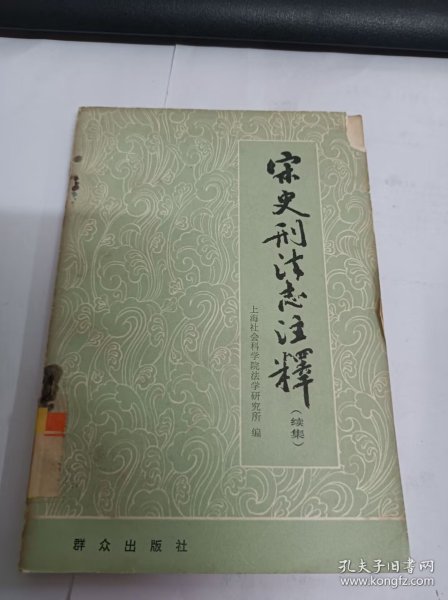 宋史刑法志注釋
（续集）
上海社会科学院法学研究所 编
群众出版社
孔夫子旧书网
www.kongfz.com